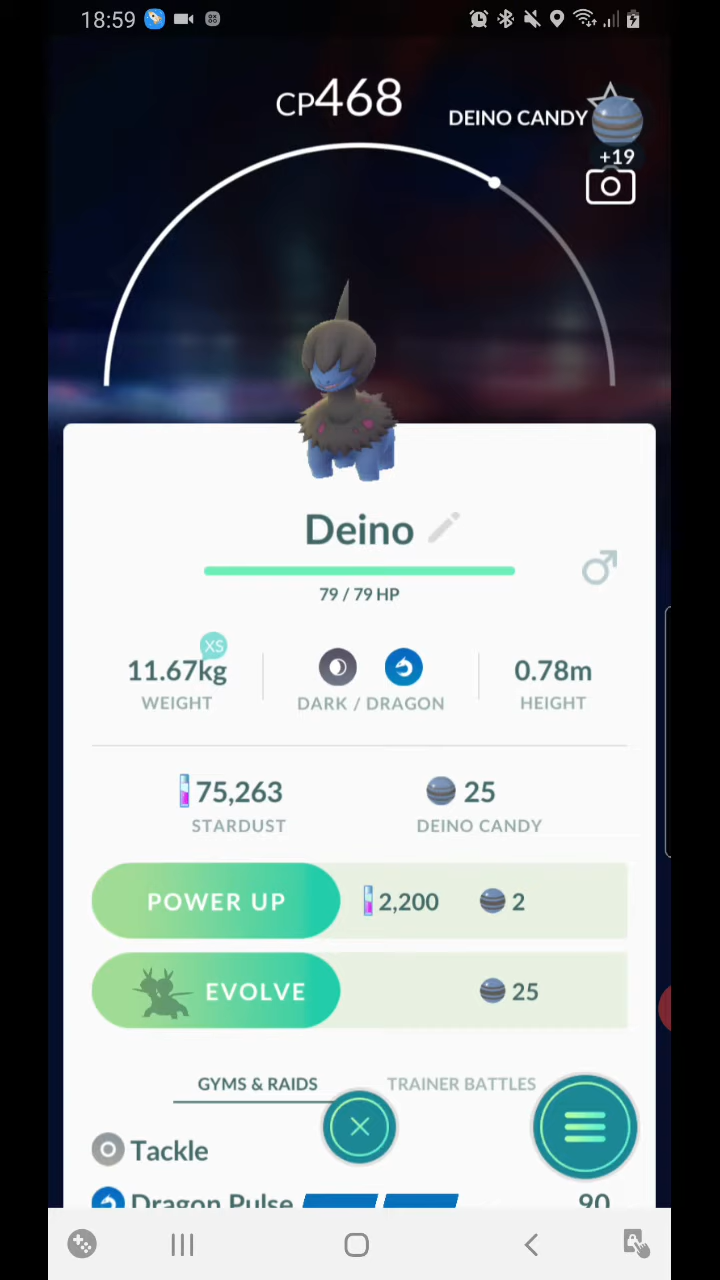 18:59
CP468
DEINO CANDY
+19
Deino
79 / 79 HP
XS
11.67kg
WEIGHT
DARK / DRAGON
0.78m
HEIGHT
75,263
STARDUST
25
DEINO CANDY
POWER UP
2,200
2
EVOLVE
25
GYMS & RAIDS
TRAINER BATTLES
Tackle
Dragon Pulse
90